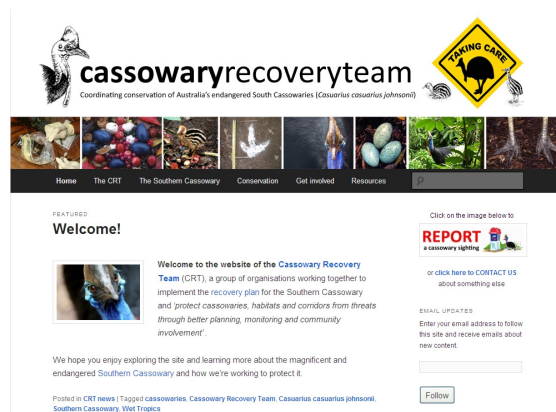 TAKING CARE
cassowaryrecoveryteam
Coordinating conservation of Australia's endangered South Cassowaries (Casuarius casuarius johnsonii)
Home The CRT The Southern Cassowary Conservation Get involved Resources
FEATURED
Welcome!
Welcome to the website of the Cassowary Recovery
Team (CRT), a group of organisations working together to
implement the recovery plan for the Southern Cassowary
and 'protect cassowaries, habitats and corridors from threats
through better planning, monitoring and community
involvement'.
We hope you enjoy exploring the site and learning more about the magnificent and
endangered Southern Cassowary and how we're working to protect it.
Posted in CRT news | Tagged cassowaries, Cassowary Recovery Team, Casuarius casuarius johnsonii,
Southern Cassowary, Wet Tropics
Click on the image below to
REPORT
a cassowary sighting
or click here to CONTACT US
about something else
EMAIL UPDATES
Enter your email address to follow
this site and receive emails about
new content.
Follow